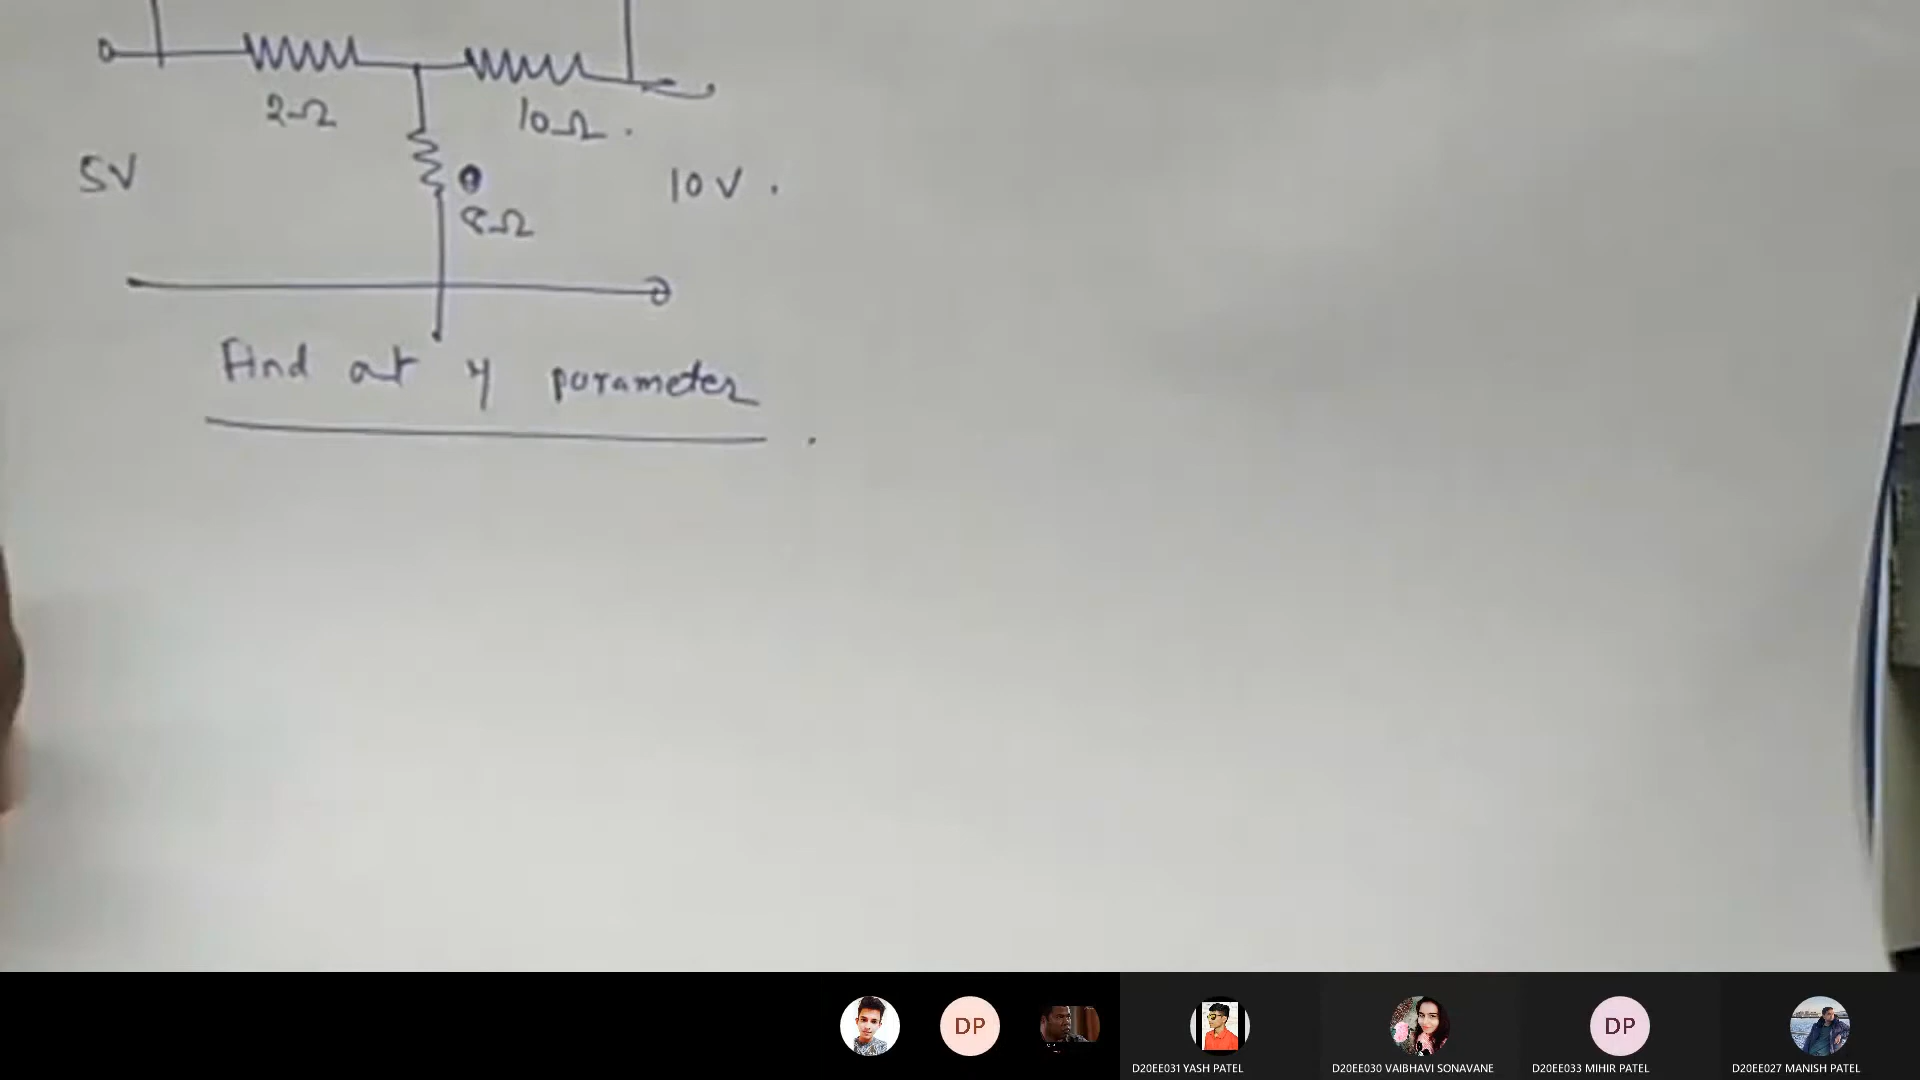 2Ω
10Ω.
5V
10V.
8Ω
Find at y parameter
DP
DP
D20EE031 YASH PATEL
D20EE030 VAIBHAVI SONAVANE
D20EE033 MIHIR PATEL
D20EE027 MANISH PATEL